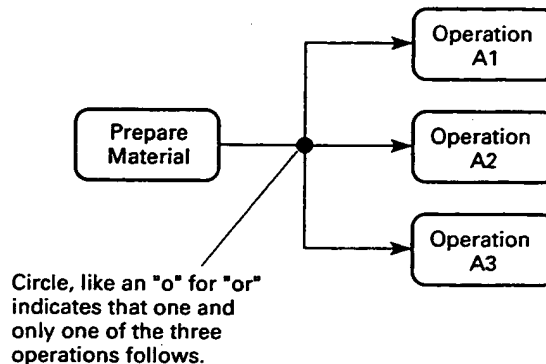 Operation
A1
Prepare
Material
Operation
A2
Operation
A3
Circle, like an "o" for "or"
indicates that one and
only one of the three
operations follows.